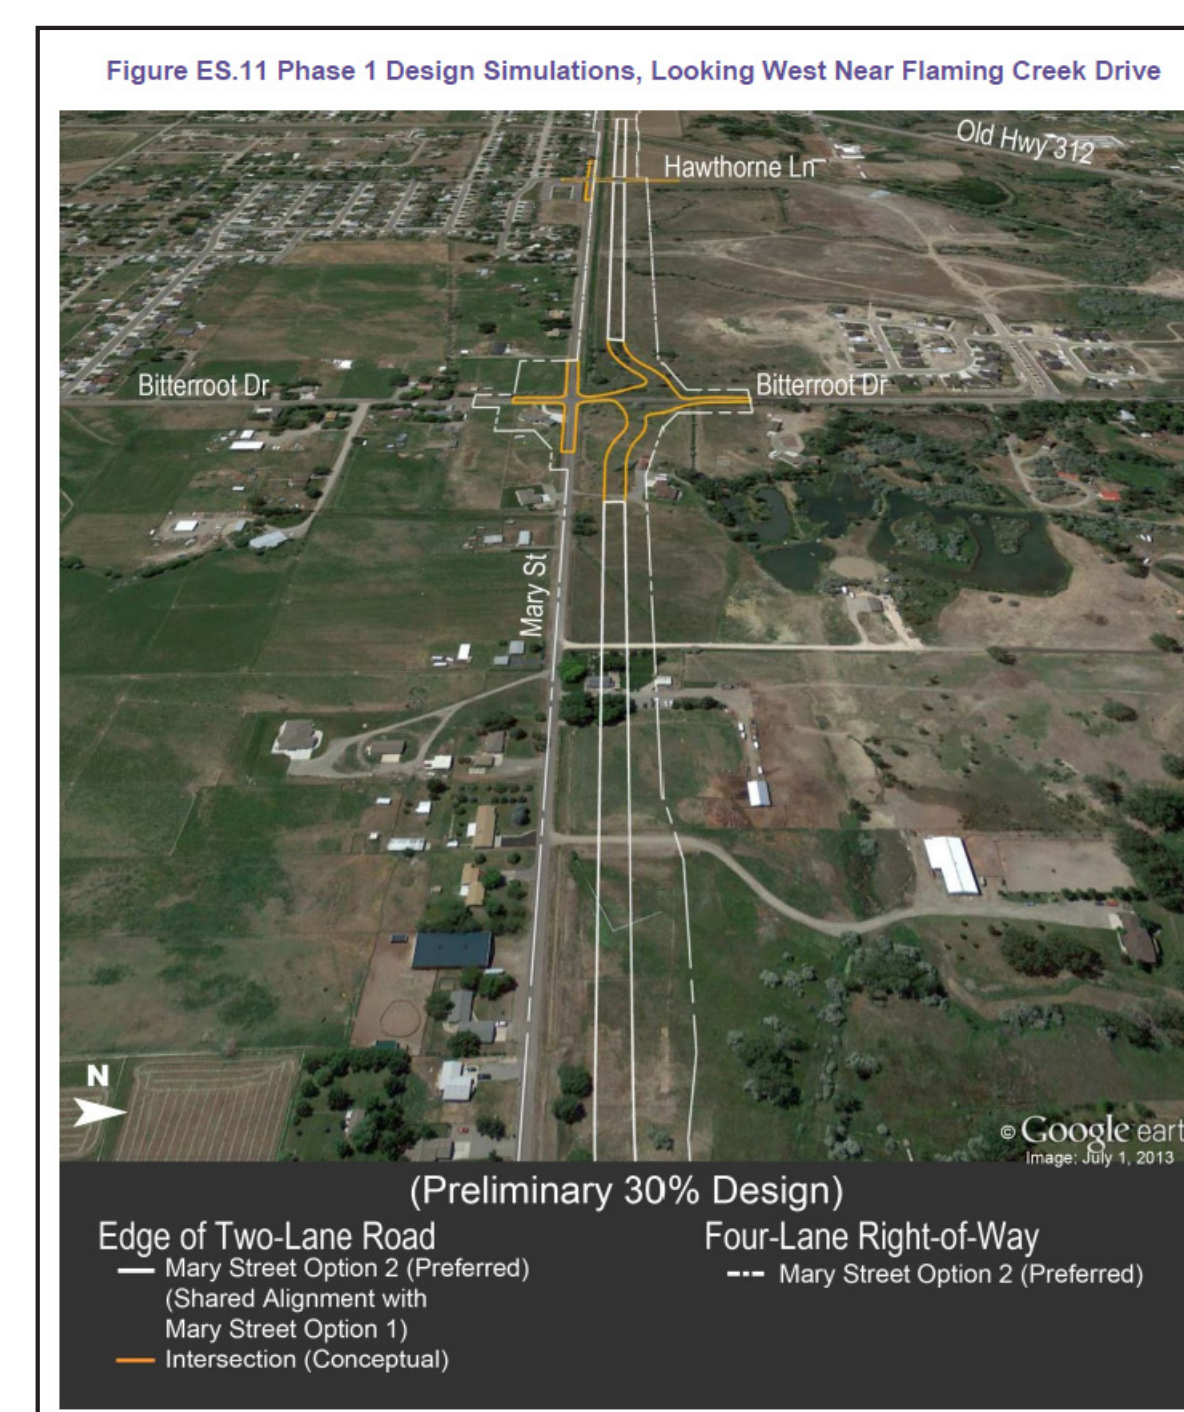 Figure ES.11 Phase 1 Design Simulations, Looking West Near Flaming Creek Drive
Old Hwy 312
Hawthorne Ln
Bitterroot Dr
Bitterroot Dr
Mary St
N
© Google eart
Image: July 1, 2013
(Preliminary 30% Design)
Edge of Two-Lane Road
Mary Street Option 2 (Preferred)
(Shared Alignment with
Mary Street Option 1)
Intersection (Conceptual)
Four-Lane Right-of-Way
Mary Street Option 2 (Preferred)